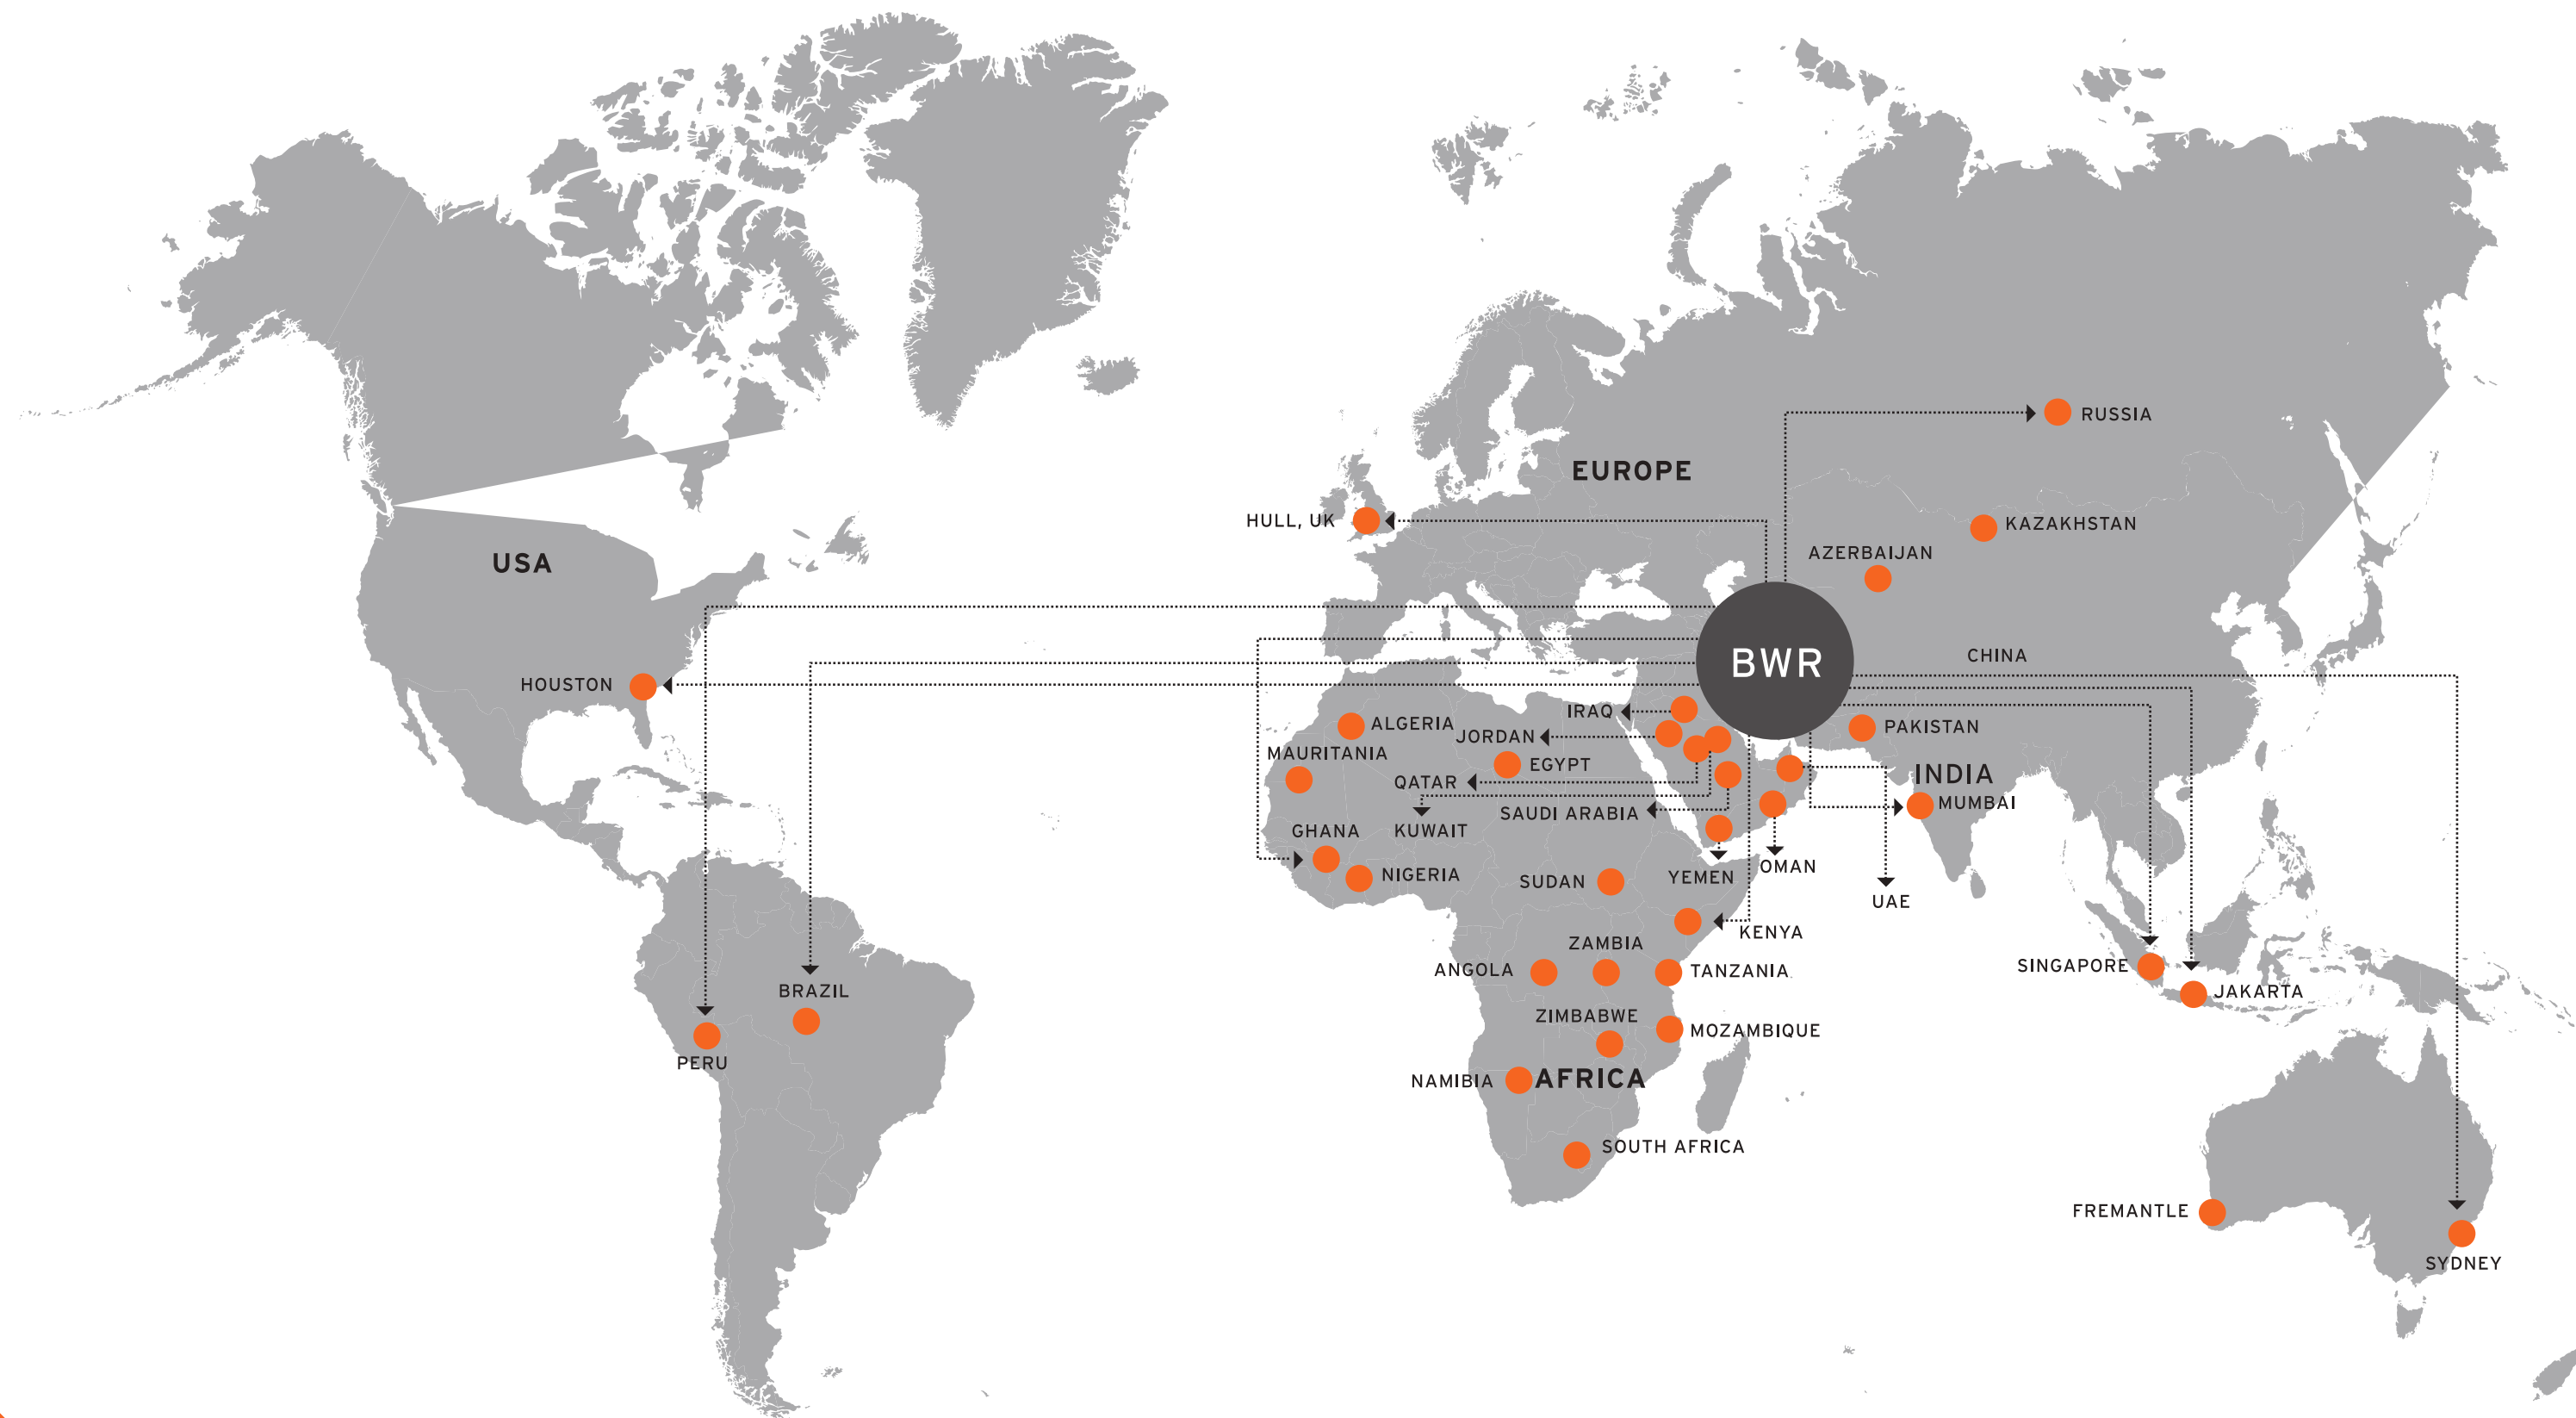 RUSSIA
EUROPE
HULL, UK
KAZAKHSTAN
AZERBAIJAN
USA
BWR
CHINA
HOUSTON
IRAQ
ALGERIA
PAKISTAN
JORDAN
MAURITANIA
EGYPT
INDIA
QATAR
MUMBAI
SAUDI ARABIA
GHANA
KUWAIT
OMAN
NIGERIA
SUDAN
YEMEN
UAE
KENYA
ZAMBIA
SINGAPORE
ANGOLA
TANZANIA
BRAZIL
JAKARTA
ZIMBABWE
MOZAMBIQUE
PERU
NAMIBIA
AFRICA
SOUTH AFRICA
FREMANTLE
SYDNEY